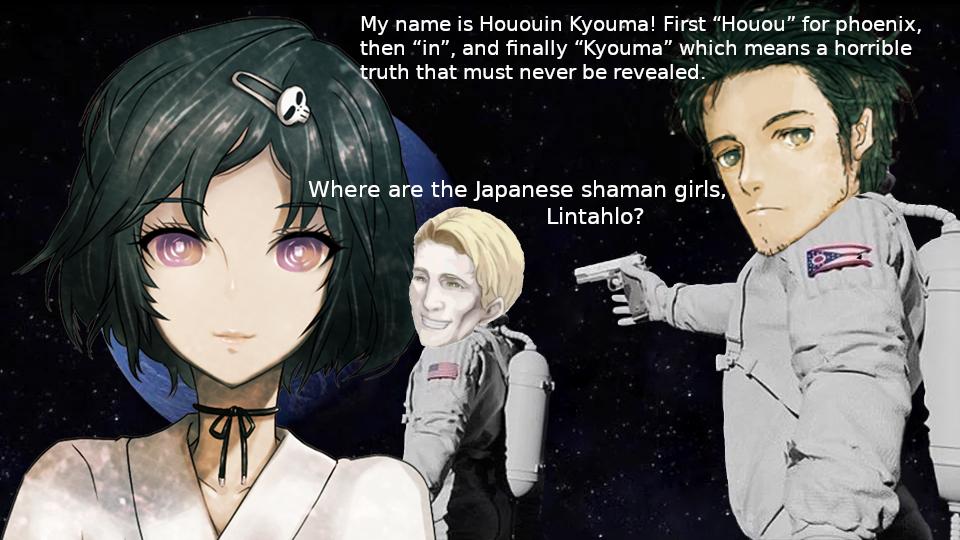 My name is Hououin Kyouma! First “Houou” for phoenix,
then “in”, and finally “Kyouma” which means a horrible
truth that must never be revealed.
Where are the Japanese shaman girls,
Lintahlo?